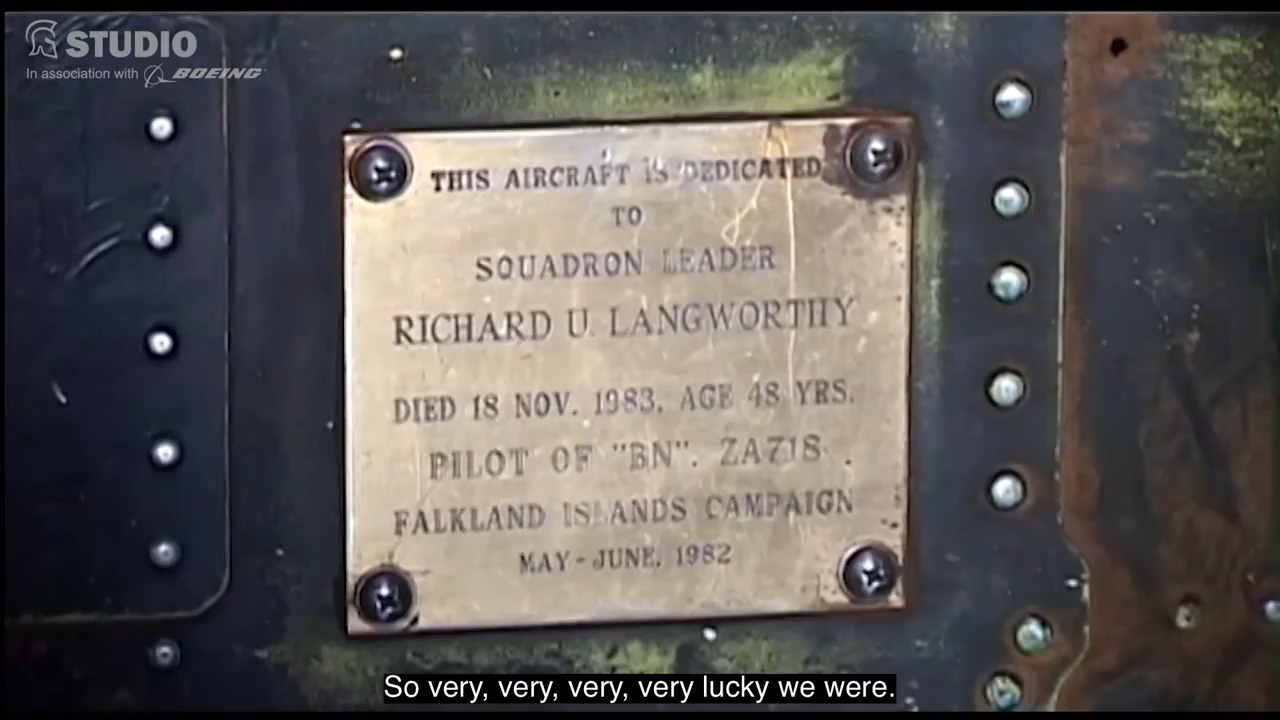 STUDIO
In association with BOEING
THIS AIRCRAFT IS DEDICATED
TO
SQUADRON LEADER
RICHARD U. LANGWORTHY
DIED 18 NOV. 1983, AGE 48 YRS.
PILOT OF "BN". ZA718.
FALKLAND ISLANDS CAMPAIGN
MAY-JUNE, 1982
So very, very, very, very lucky we were.